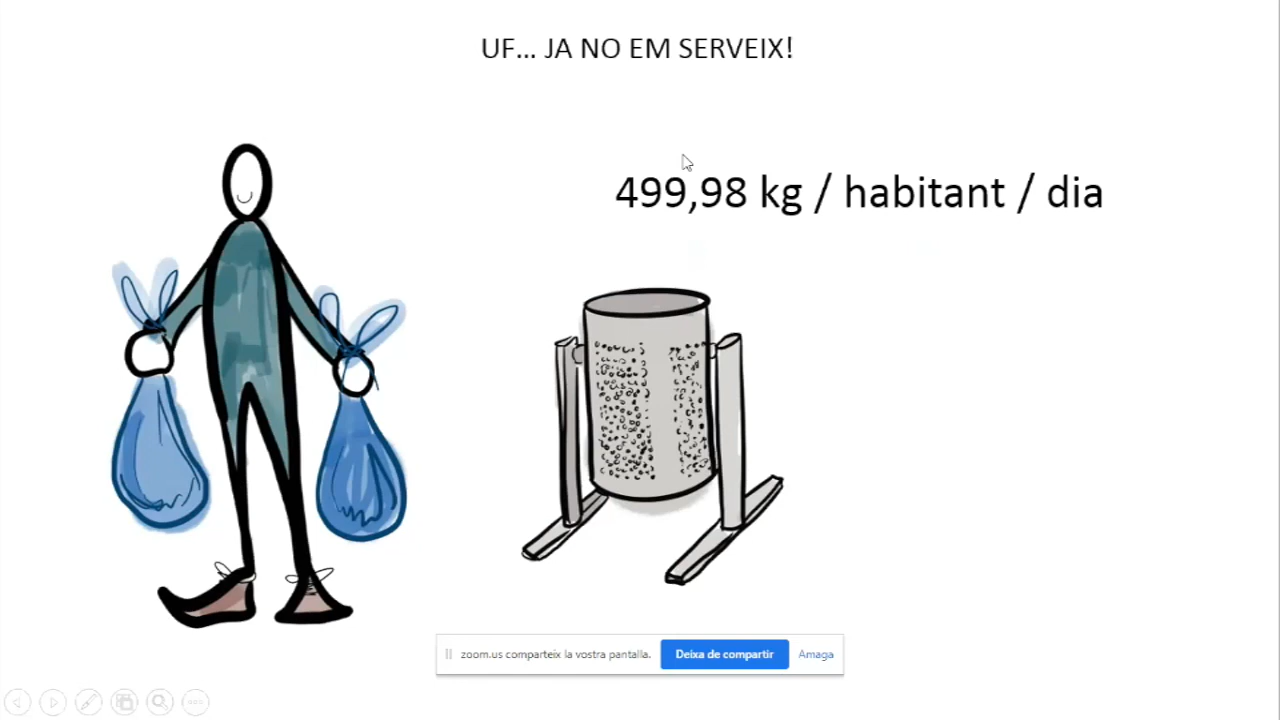 UF... JA NO EM SERVEIX!
499,98 kg / habitant / dia
zoom.us comparteix la vostra pantalla. Deixa de compartir Amaga